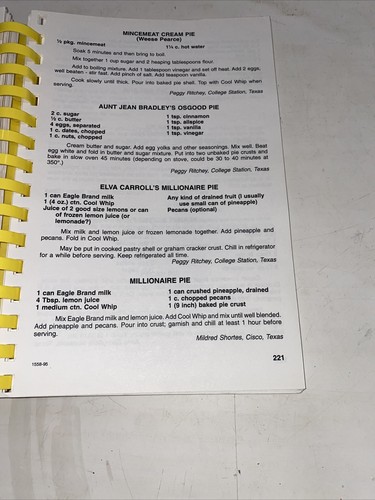 MINCEMEAT CREAM PIE
(Weese Pearce)
pkg. mincemeat 1¼ c. hot water
Soak 5 minutes and then bring to boil.
Mix together 1 cup sugar and 2 heaping tablespoons flour.
Add to boiling mixture. Add 1 tablespoon vinegar and set off heat. Add 2 eggs,
well beaten - stir fast. Add pinch of salt. Add teaspoon vanilla.
Cook slowly until thick. Pour into baked pie shell. Top with Cool Whip when
serving.
Peggy Ritchey, College Station, Texas
AUNT JEAN BRADLEY'S OSGOOD PIE
2 c. sugar 1 tsp. cinnamon
½ c. butter 1 tsp. allspice
4 eggs, separated 1 tsp. vanilla
1 c. dates, chopped 1 tsp. vinegar
1 c. nuts, chopped
Cream butter and sugar. Add egg yolks and other seasonings. Mix well. Beat
egg white and fold in butter and sugar mixture. Put into two unbaked pie crusts and
bake in slow oven 45 minutes (depending on stove, could be 30 to 40 minutes at
350°.)
Peggy Ritchey, College Station, Texas
ELVA CARROLL'S MILLIONAIRE PIE
1 can Eagle Brand milk Any kind of drained fruit (I usually
1 (4 oz.) ctn. Cool Whip use small can of pineapple)
Juice of 2 good size lemons or can Pecans (optional)
of frozen lemon juice (or
lemonade?)
Mix milk and lemon juice or frozen lemonade together. Add pineapple and
pecans. Fold in Cool Whip.
May be put in cooked pastry shell or graham cracker crust. Chill in refrigerator
for a while before serving. Keep refrigerated all time.
Peggy Ritchey, College Station, Texas
MILLIONAIRE PIE
1 can Eagle Brand milk 1 can crushed pineapple, drained
4 Tbsp. lemon juice 1 c. chopped pecans
1 medium ctn. Cool Whip 1 (9 inch) baked pie crust
Mix Eagle Brand milk and lemon juice. Add Cool Whip and mix until well blended.
Add pineapple and pecans. Pour into crust; garnish and chill at least 1 hour before
serving.
Mildred Shortes, Cisco, Texas
1558-95 221